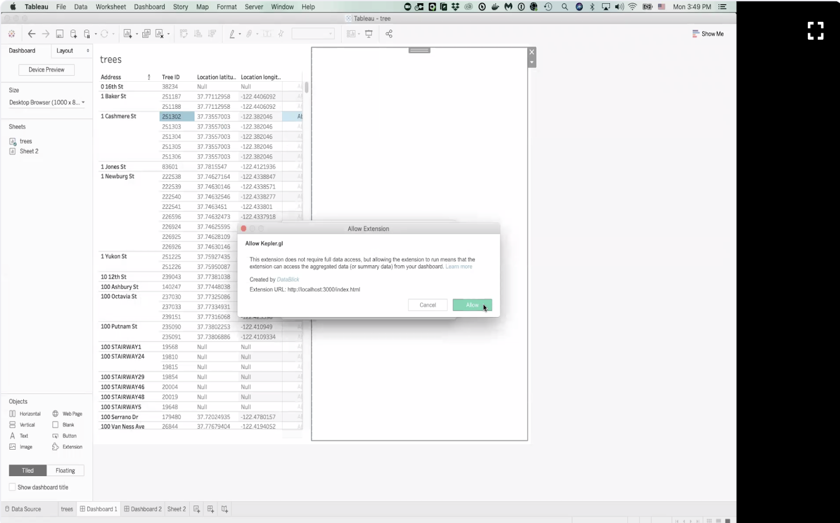 Tableau File Data Worksheet Dashboard Story Map Format Server Window Help Mon 3:49 PM
Tableau - tree
Show Me
Dashboard Layout
Device Preview
Size
Desktop Browser (1000 x 8...
Sheets
trees
Sheet 2
trees
Address Tree ID Location latitu.. Location longit..
0 16th St 38234 Null Null
1 Baker St 251187 37.77112958 -122.4406052
251188 37.77112958 -122.4406052
1 Cashmere St 251302 37.73557003 -122.382046
251303 37.73557003 -122.382046
251304 37.73557003 -122.382046
251305 37.73557003 -122.382046
251306 37.73557003 -122.382046
1 Jones St 83601 37.7815547 -122.4121936
1 Newburg St 222538 37.74627164 -122.4338847
222539 37.74630146 -122.4338571
222540 37.74632546 -122.4338277
222541 37.7463451 -122.433801
226596 37.74632473 -122.4337918
226924 37.74625595
226925 37.74628109
226926 37.74630146
1 Yukon St 251225 37.75927435
251226 37.75950087
10 12th St 239043 37.77381038
100 Ashbury St 140247 37.77448038
100 Octavia St 237030 37.77325086
237033 37.77334931
239151 37.77316068
100 Putnam St 235090 37.73802253 -122.410949
235091 37.73806886 -122.4109334
100 STAIRWAY1 19568 Null Null
100 STAIRWAY24 19810 Null Null
19815 Null Null
100 STAIRWAY29 19854 Null Null
100 STAIRWAY46 20004 Null Null
100 STAIRWAY48 20019 Null Null
100 STAIRWAY5 19648 Null Null
100 Serrano Dr 179480 37.72024935 -122.4780157
100 Van Ness Ave 26844 37.77679404 -122.4194052
Allow Extension
Allow Kepler.gl
This extension does not require full data access, but allowing the extension to run means that the
extension can access the aggregated data (or summary data) from your dashboard. Learn more
Created by DataBlick
Extension URL: http://localhost:3000/index.html
Cancel Allow
Objects
Horizontal Web Page
Vertical Blank
Text Button
Image Extension
Tiled Floating
Show dashboard title
Data Source trees Dashboard 1 Dashboard 2 Sheet 2